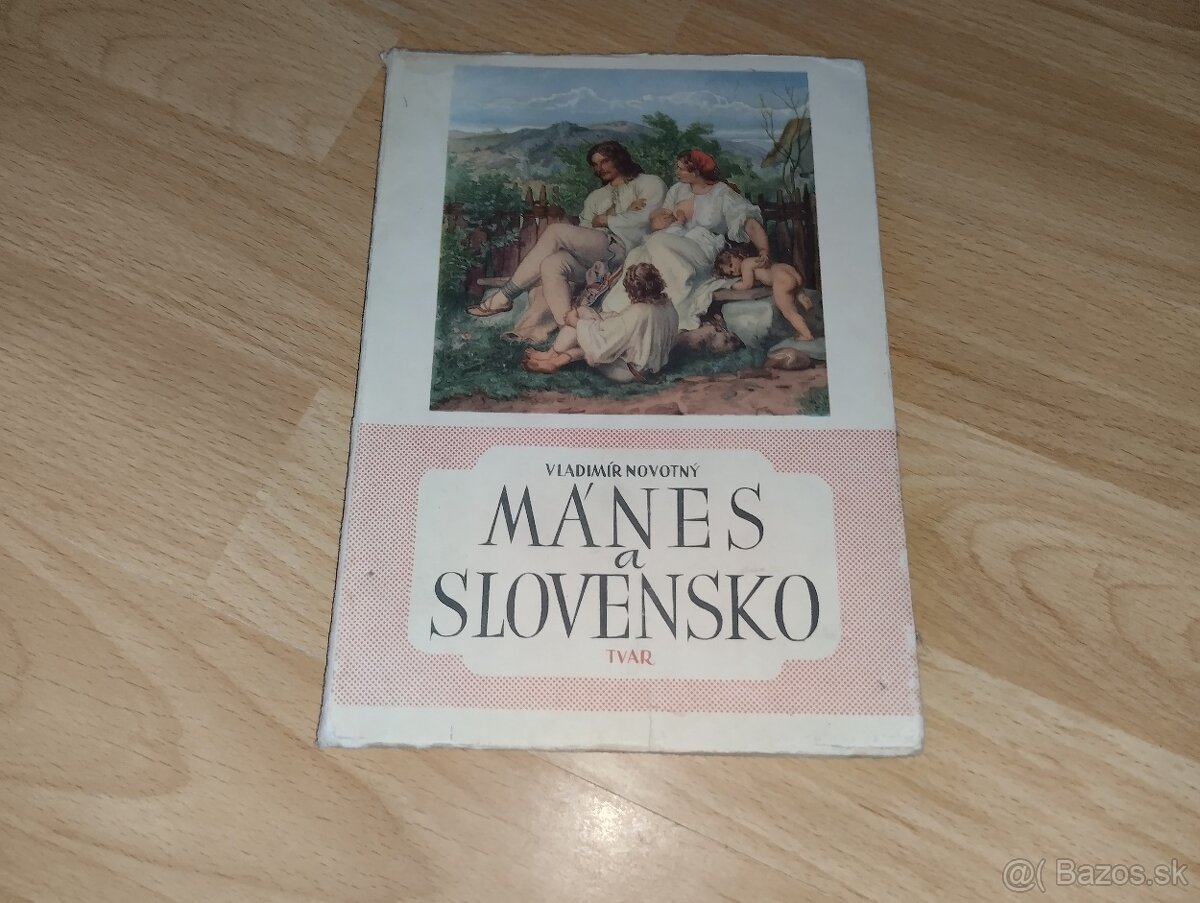 VLADIMÍR NOVOTNÝ
MÁNES
a
SLOVENSKO
TVAR
@( Bazos.sk